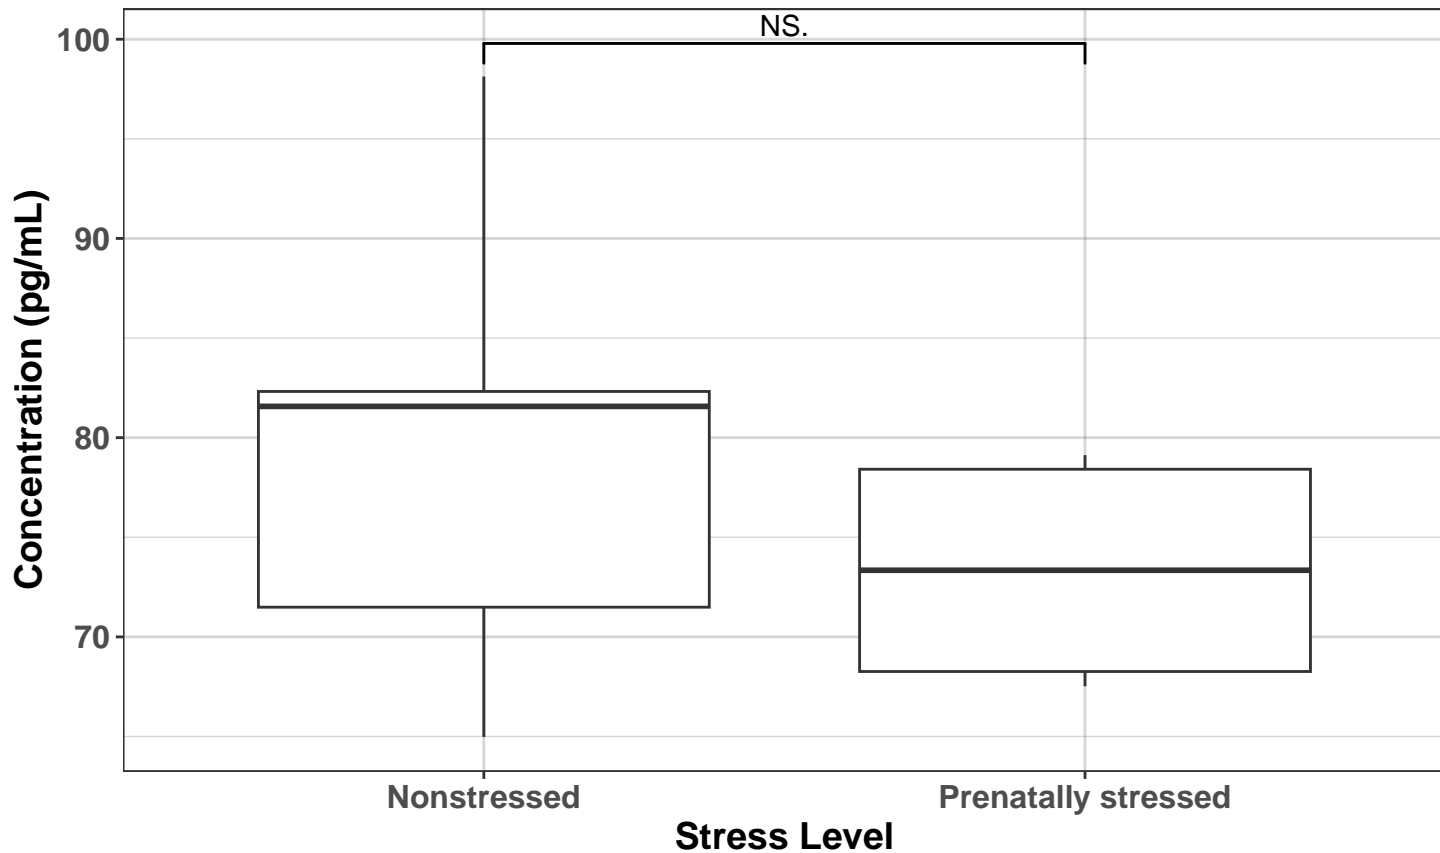 NS.
100
90
80
70
Concentration (pg/mL)
Nonstressed
Prenatally stressed
Stress Level